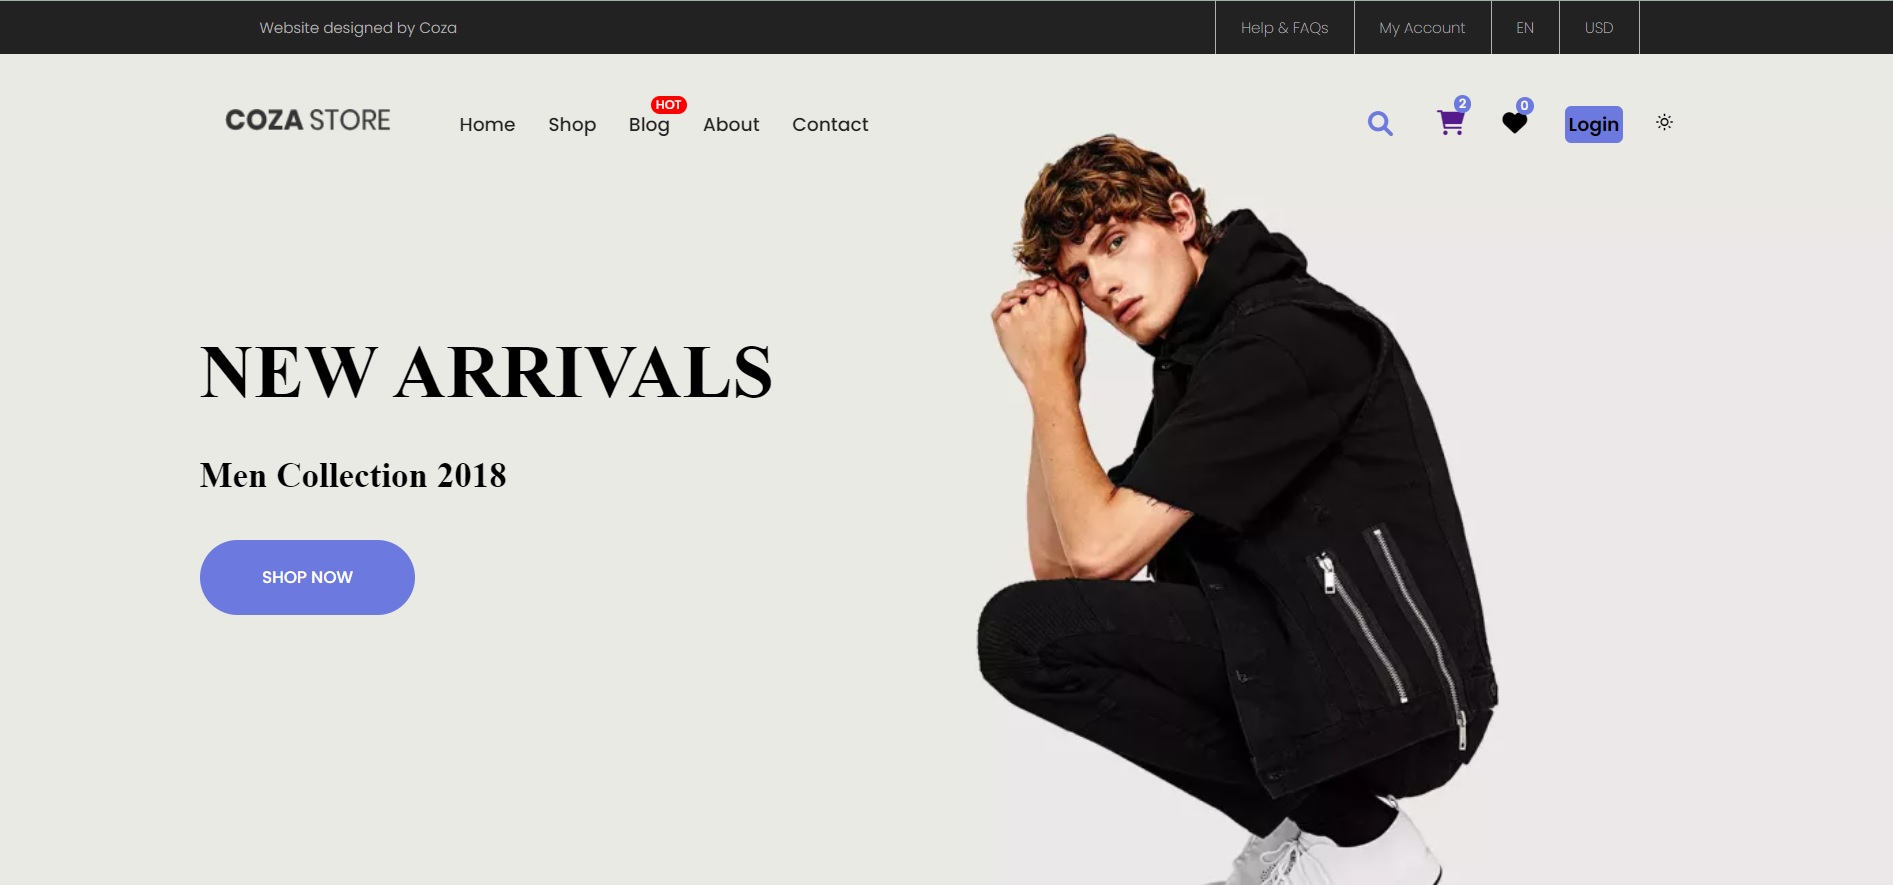 Website designed by Coza
Help & FAQs
My Account
EN
USD
COZA STORE
Home
Shop
Blog
HOT
About
Contact
2
0
Login
NEW ARRIVALS
Men Collection 2018
SHOP NOW